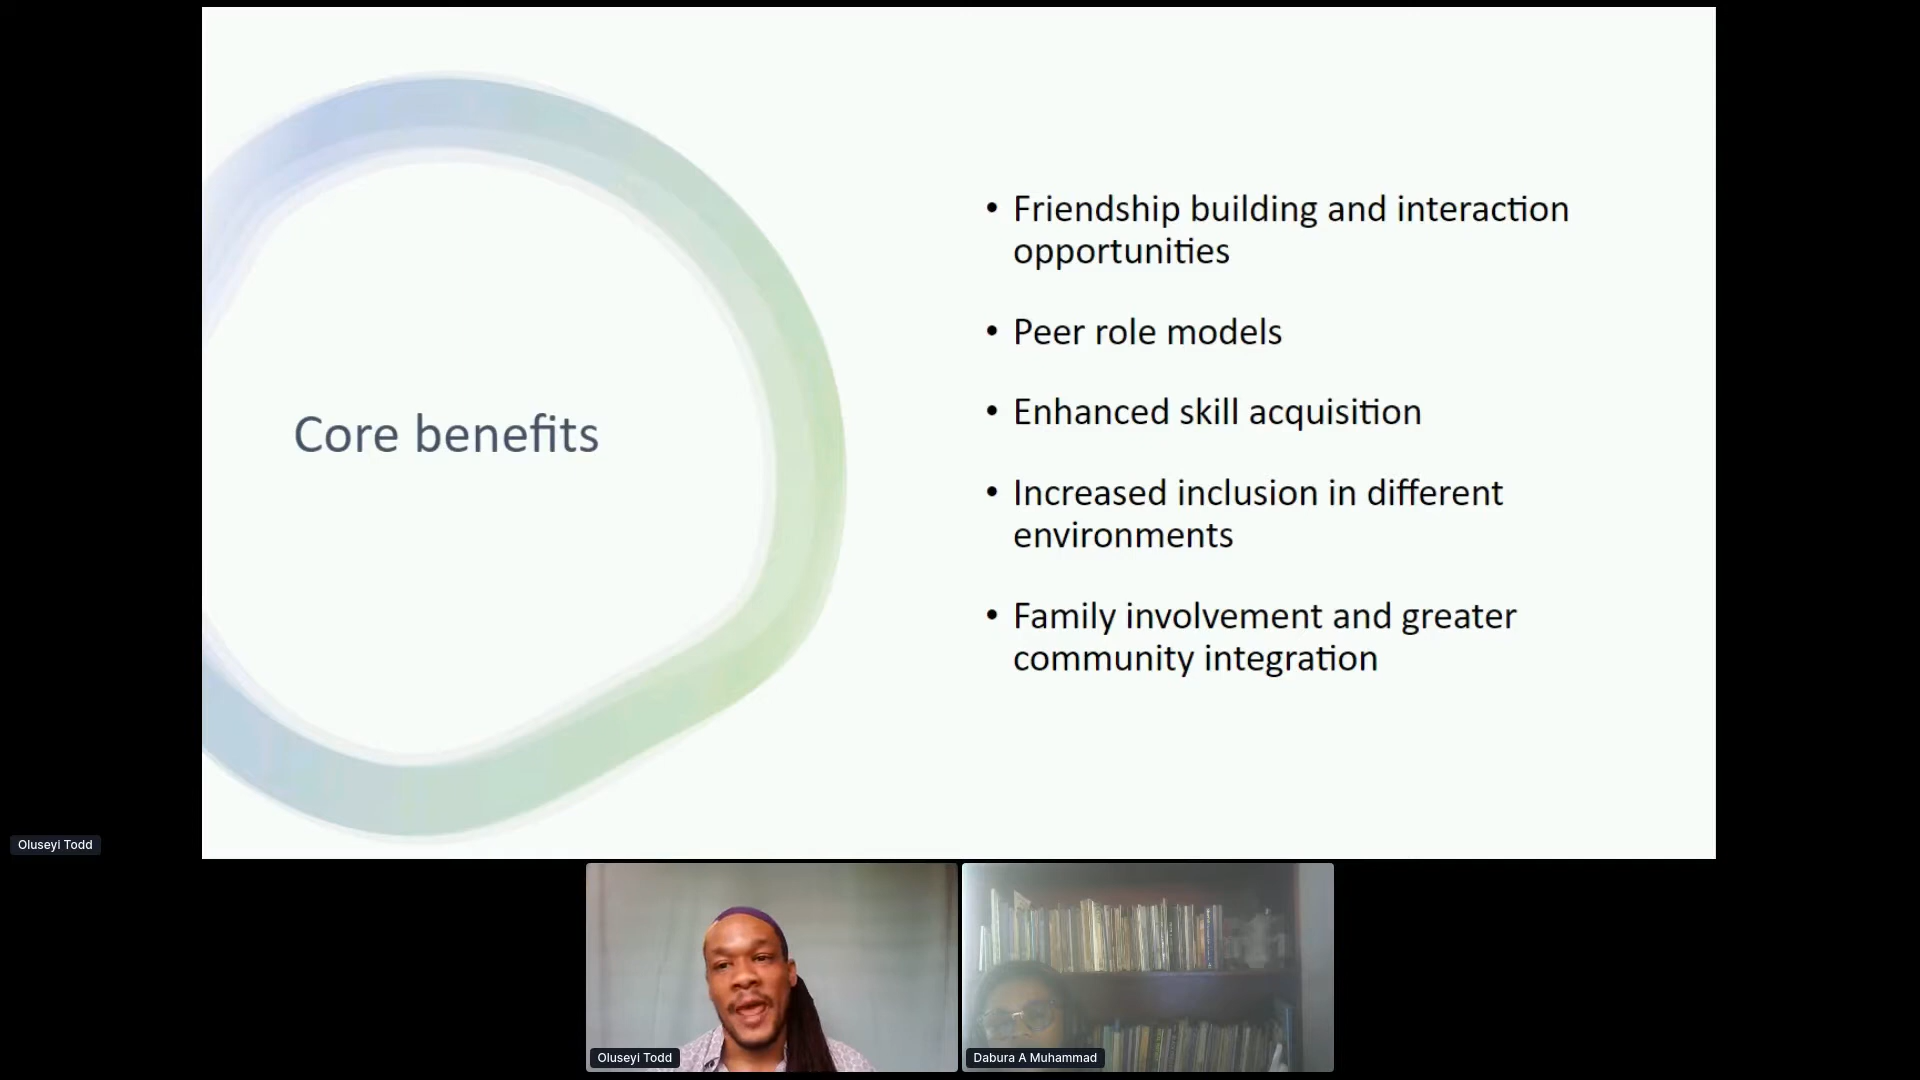 Core benefits
• Friendship building and interaction
opportunities
• Peer role models
• Enhanced skill acquisition
• Increased inclusion in different
environments
• Family involvement and greater
community integration
Oluseyi Todd
Oluseyi Todd
Dabura A Muhammad